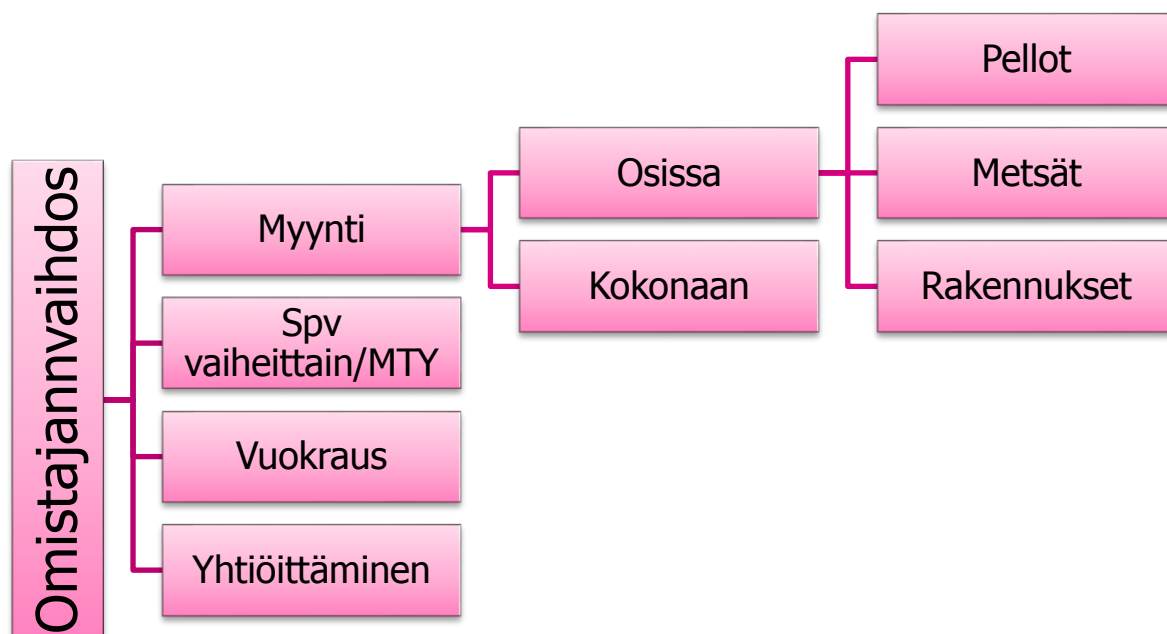 Omistajannvaihdos
Myynti
Spv
vaiheittain/MTY
Vuokraus
Yhtiöittäminen
Osissa
Kokonaan
Pellot
Metsät
Rakennukset